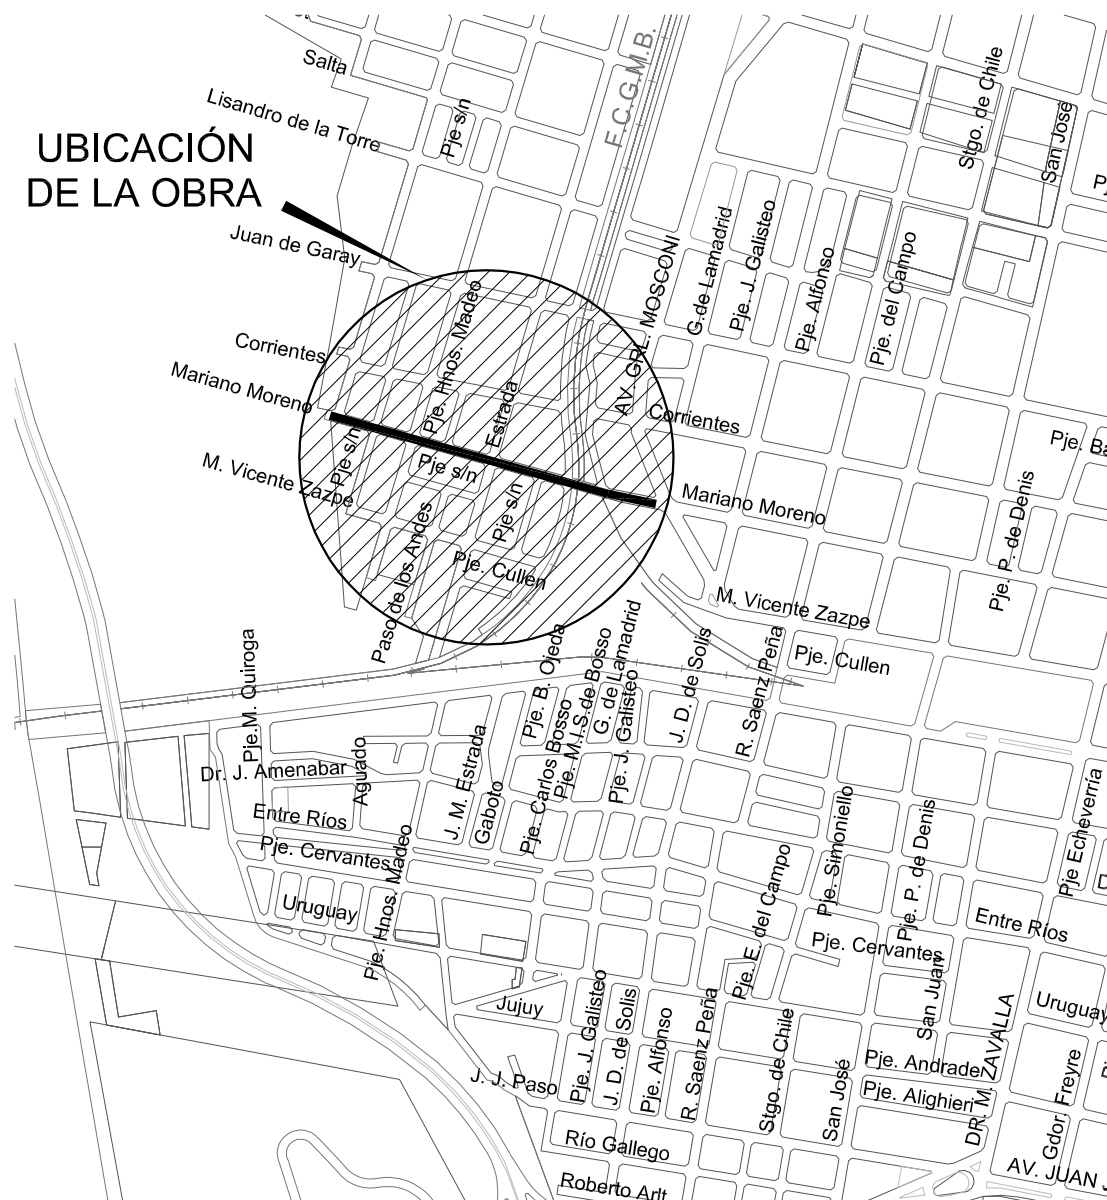 Salta
F.C.G.M.B.
Stgo. de Chile
Lisandro de la Torre
Pje s/n
San José
UBICACIÓN
DE LA OBRA
Juan de Garay
AV. GRL. MOSCONI
G.de Lamadrid
Pje. J. Galisteo
Pje. Alfonso
Pje. del Campo
Pje. Hnos. Madeo
Corrientes
Mariano Moreno
Estrada
Corrientes
Pje. Ba
M. Vicente Zazpe
Pje s/n
Pje s/n
Pje s/n
Mariano Moreno
Pje. P. de Denis
Paso de los Andes
Pje. Cullen
M. Vicente Zazpe
Pje. Cullen
Pje.M. Quiroga
Pje. B. Ojeda
Pje. M.I.S.de Bosso
G. de Lamadrid
Pje. J. Galisteo
J. D. de Solis
R. Saenz Peña
Dr. J. Amenabar
Aguado
J. M. Estrada
Gaboto
Pje. Carlos Bosso
Entre Ríos
Pje. Cervantes
Pje. Hnos. Madeo
Uruguay
Pje. E. del Campo
Pje. Simoniello
Pje. P. de Denis
Pje Echeverría
Entre Ríos
Pje. Cervantes
San Juan
Jujuy
Pje. J. Galisteo
J. D. de Solis
Pje. Alfonso
R. Saenz Peña
Stgo. de Chile
San José
Uruguay
DR. M. ZAVALLA
Pje. Andrade
Pje. Alighieri
Gdor. Freyre
J. J. Paso
Río Gallego
Roberto Arlt
AV. JUAN J